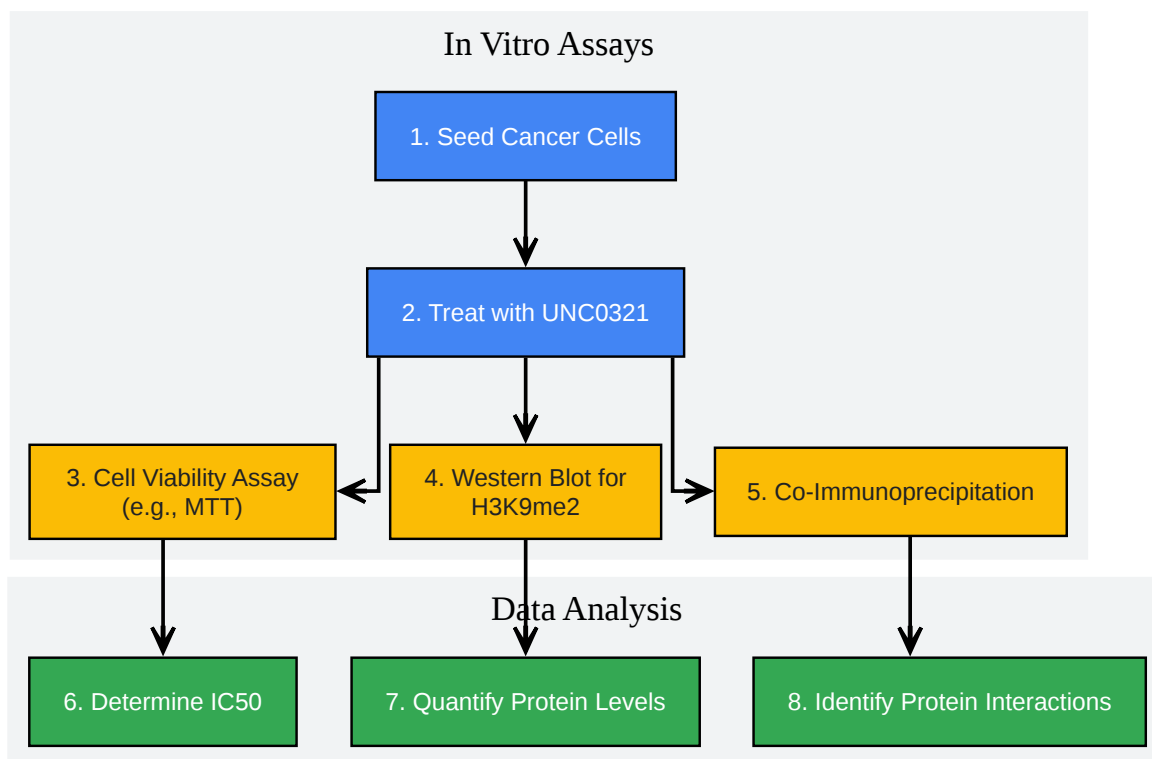 In Vitro Assays
1. Seed Cancer Cells
2. Treat with UNC0321
3. Cell Viability Assay
(e.g., MTT)
4. Western Blot for
H3K9me2
5. Co-Immunoprecipitation
Data Analysis
6. Determine IC50
7. Quantify Protein Levels
8. Identify Protein Interactions